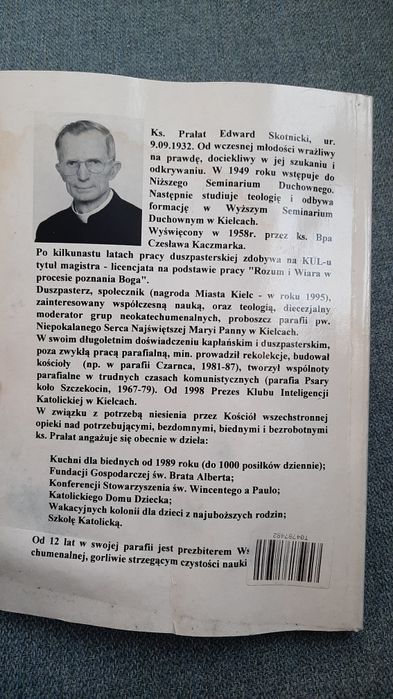 Ks. Prałat Edward Skotnicki, ur.
9.09.1932. Od wczesnej młodości wrażliwy
na prawdę, dociekliwy w jej szukaniu i
odkrywaniu. W 1949 roku wstępuje do
Niższego Seminarium Duchownego.
Następnie studiuje teologię i odbywa
formację w Wyższym Seminarium
Duchownym w Kielcach.
Wyświęcony w 1958r. przez ks. Bpa
Czesława Kaczmarka.
Po kilkunastu latach pracy duszpasterskiej zdobywa na KUL-u
tytuł magistra - licencjata na podstawie pracy "Rozum i Wiara w
procesie poznania Boga".
Duszpasterz, społecznik (nagroda Miasta Kielc - w roku 1995),
zainteresowany współczesną nauką, oraz teologią, diecezjalny
moderator grup neokatechumenalnych, proboszcz parafii pw.
Niepokalanego Serca Najświętszej Maryi Panny w Kielcach.
W swoim długoletnim doświadczeniu kapłańskim i duszpasterskim,
poza zwykłą pracą parafialną, min. prowadził rekolekcje, budował
kościoły (np. w parafii Czarnca, 1981-87), tworzył wspólnoty
parafialne w trudnych czasach komunistycznych (parafia Psary
koło Szczekocin, 1967-79). Od 1998 Prezes Klubu Inteligencji
Katolickiej w Kielcach.
W związku z potrzebą niesienia przez Kościół wszechstronnej
opieki nad potrzebującymi, bezdomnymi, biednymi i bezrobotnymi
ks. Prałat angażuje się obecnie w dzieła:
Kuchni dla biednych od 1989 roku (do 1000 posiłków dziennie);
Fundacji Gospodarczej św. Brata Alberta;
Konferencji Stowarzyszenia św. Wincentego a Paulo;
Katolickiego Domu Dziecka;
Wakacyjnych kolonii dla dzieci z najuboższych rodzin;
Szkołę Katolicką.
Od 12 lat w swojej parafii jest prezbiterem Ws
chumenalnej, gorliwie strzegącym czystości nauki